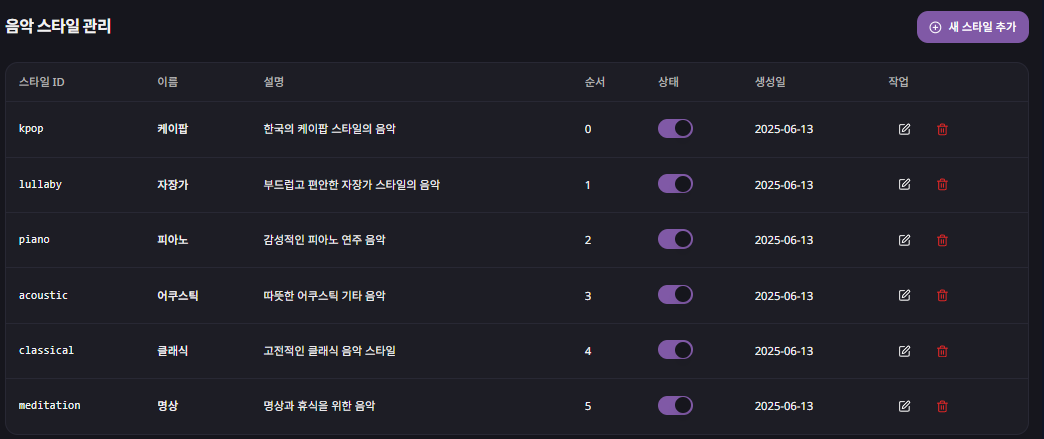 음악 스타일 관리
새 스타일 추가
스타일 ID 이름 설명 순서 상태 생성일 작업
kpop 케이팝 한국의 케이팝 스타일의 음악 0 2025-06-13
lullaby 자장가 부드럽고 편안한 자장가 스타일의 음악 1 2025-06-13
piano 피아노 감성적인 피아노 연주 음악 2 2025-06-13
acoustic 어쿠스틱 따뜻한 어쿠스틱 기타 음악 3 2025-06-13
classical 클래식 고전적인 클래식 음악 스타일 4 2025-06-13
meditation 명상 명상과 휴식을 위한 음악 5 2025-06-13